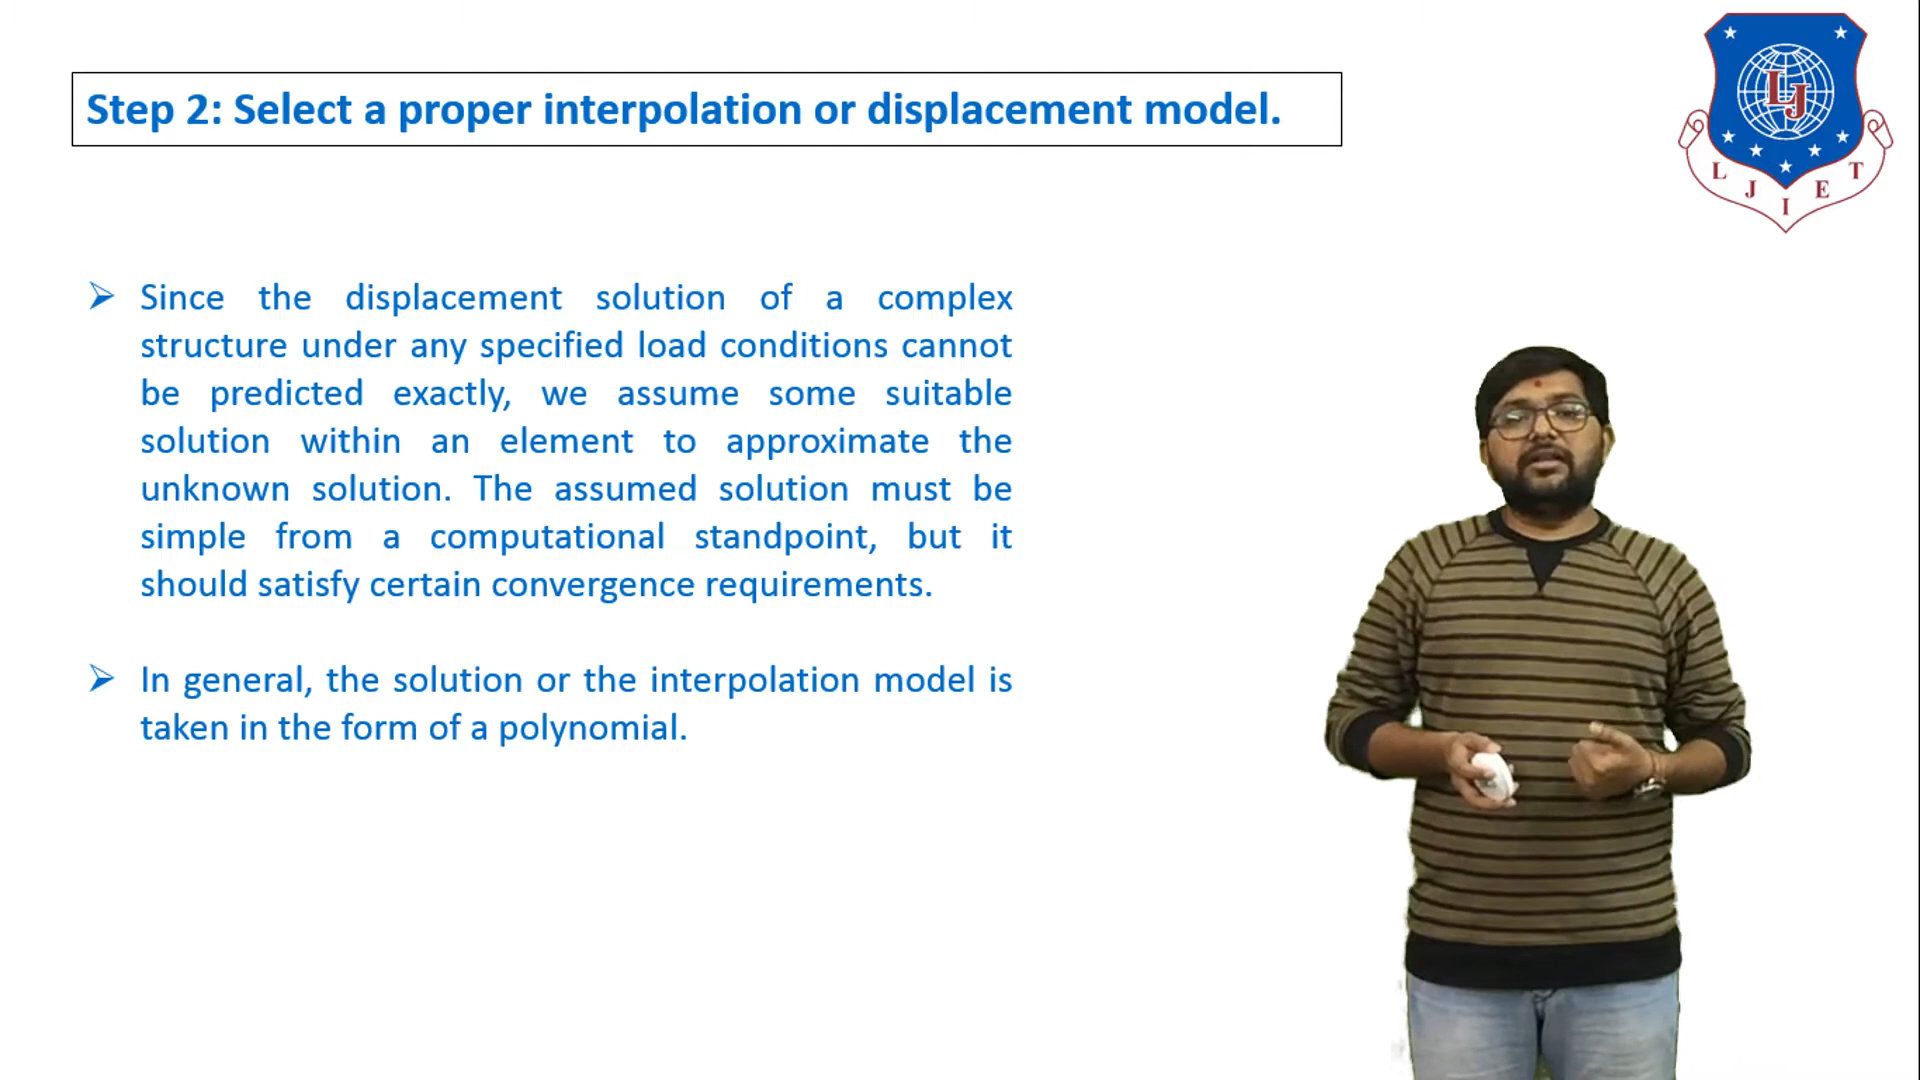 Step 2: Select a proper interpolation or displacement model.
L J I E T
LJ
➢ Since the displacement solution of a complex
structure under any specified load conditions cannot
be predicted exactly, we assume some suitable
solution within an element to approximate the
unknown solution. The assumed solution must be
simple from a computational standpoint, but it
should satisfy certain convergence requirements.
➢ In general, the solution or the interpolation model is
taken in the form of a polynomial.